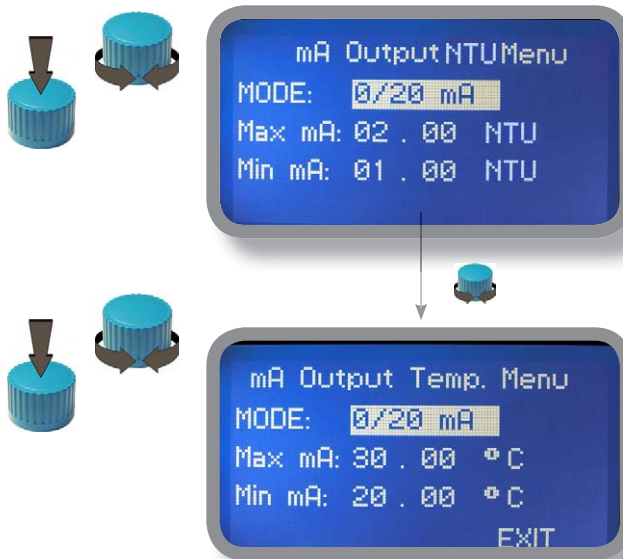 mA Output NTU Menu
MODE: 0/20 mA
Max mA: 02 . 00 NTU
Min mA: 01 . 00 NTU
mA Output Temp. Menu
MODE: 0/20 mA
Max mA: 30 . 00 °C
Min mA: 20 . 00 °C
EXIT